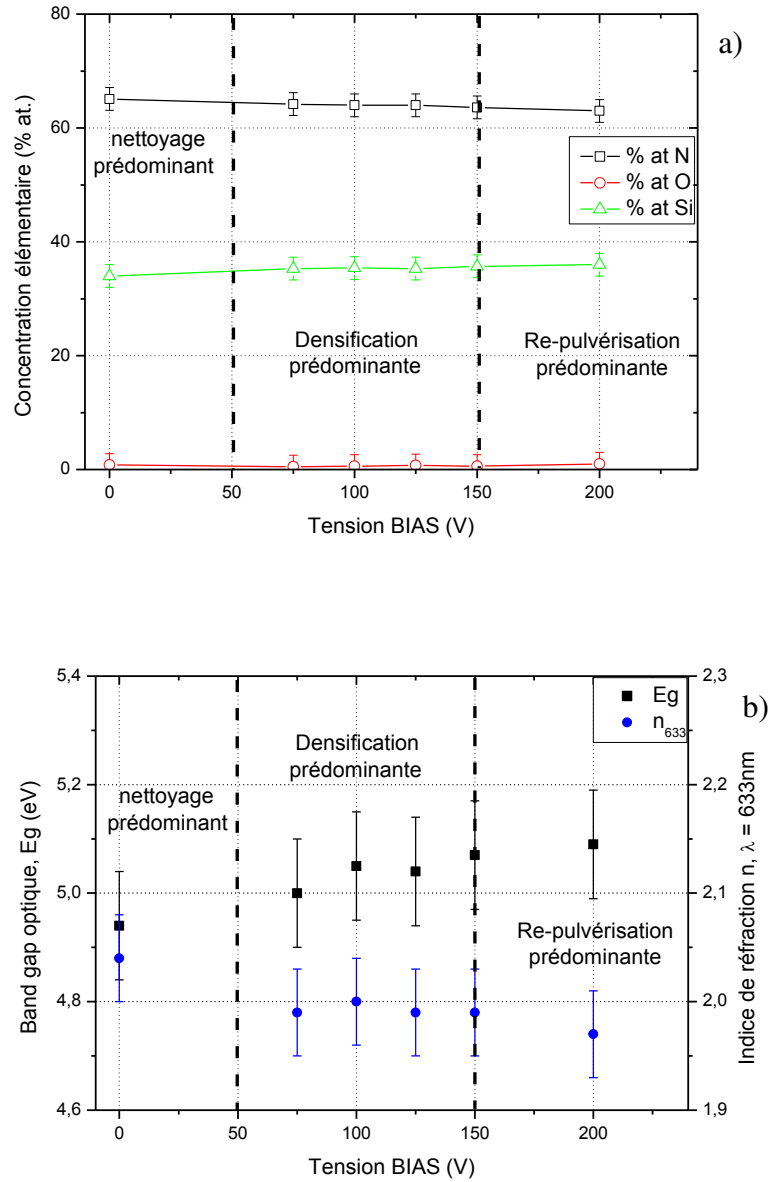 a)
80
60
40
20
0
Concentration élémentaire (% at.)
nettoyage
prédominant
% at N
% at O
% at Si
Densification
prédominante
Re-pulvérisation
prédominante
0 50 100 150 200
Tension BIAS (V)
b)
5,4
5,2
5,0
4,8
4,6
Band gap optique, Eg (eV)
2,3
2,2
2,1
2,0
1,9
Indice de réfraction n, λ = 633nm
Eg
n633
nettoyage
prédominant
Densification
prédominante
Re-pulvérisation
prédominante
0 50 100 150 200
Tension BIAS (V)